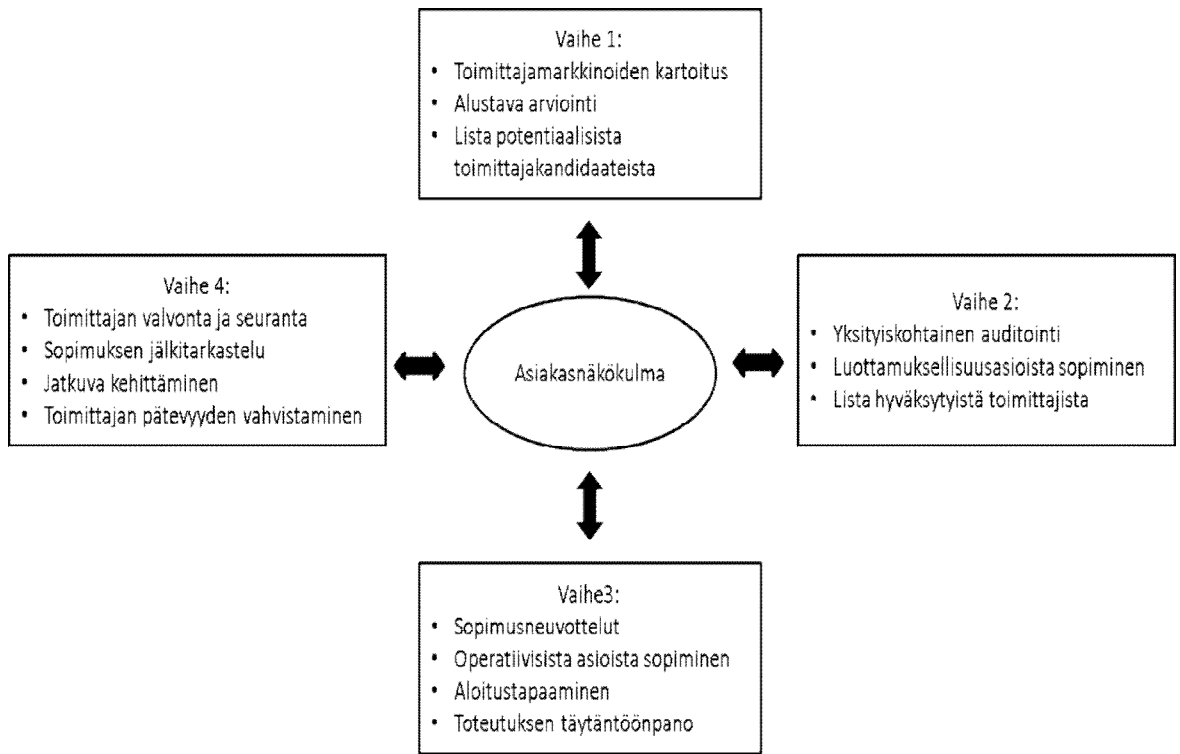 Vaihe 1:
• Toimittajamarkkinoiden kartoitus
• Alustava arviointi
• Lista potentiaalisista
toimittajakandidaateista
Vaihe 4:
• Toimittajan valvonta ja seuranta
• Sopimuksen jälkitarkastelu
• Jatkuva kehittäminen
• Toimittajan pätevyyden vahvistaminen
Asiakasnäkökulma
Vaihe 2:
• Yksityiskohtainen auditointi
• Luottamuksellisuusasioista sopiminen
• Lista hyväksytyistä toimittajista
Vaihe3:
• Sopimusneuvottelut
• Operatiivisista asioista sopiminen
• Aloitustapaaminen
• Toteutuksen täytäntöönpano